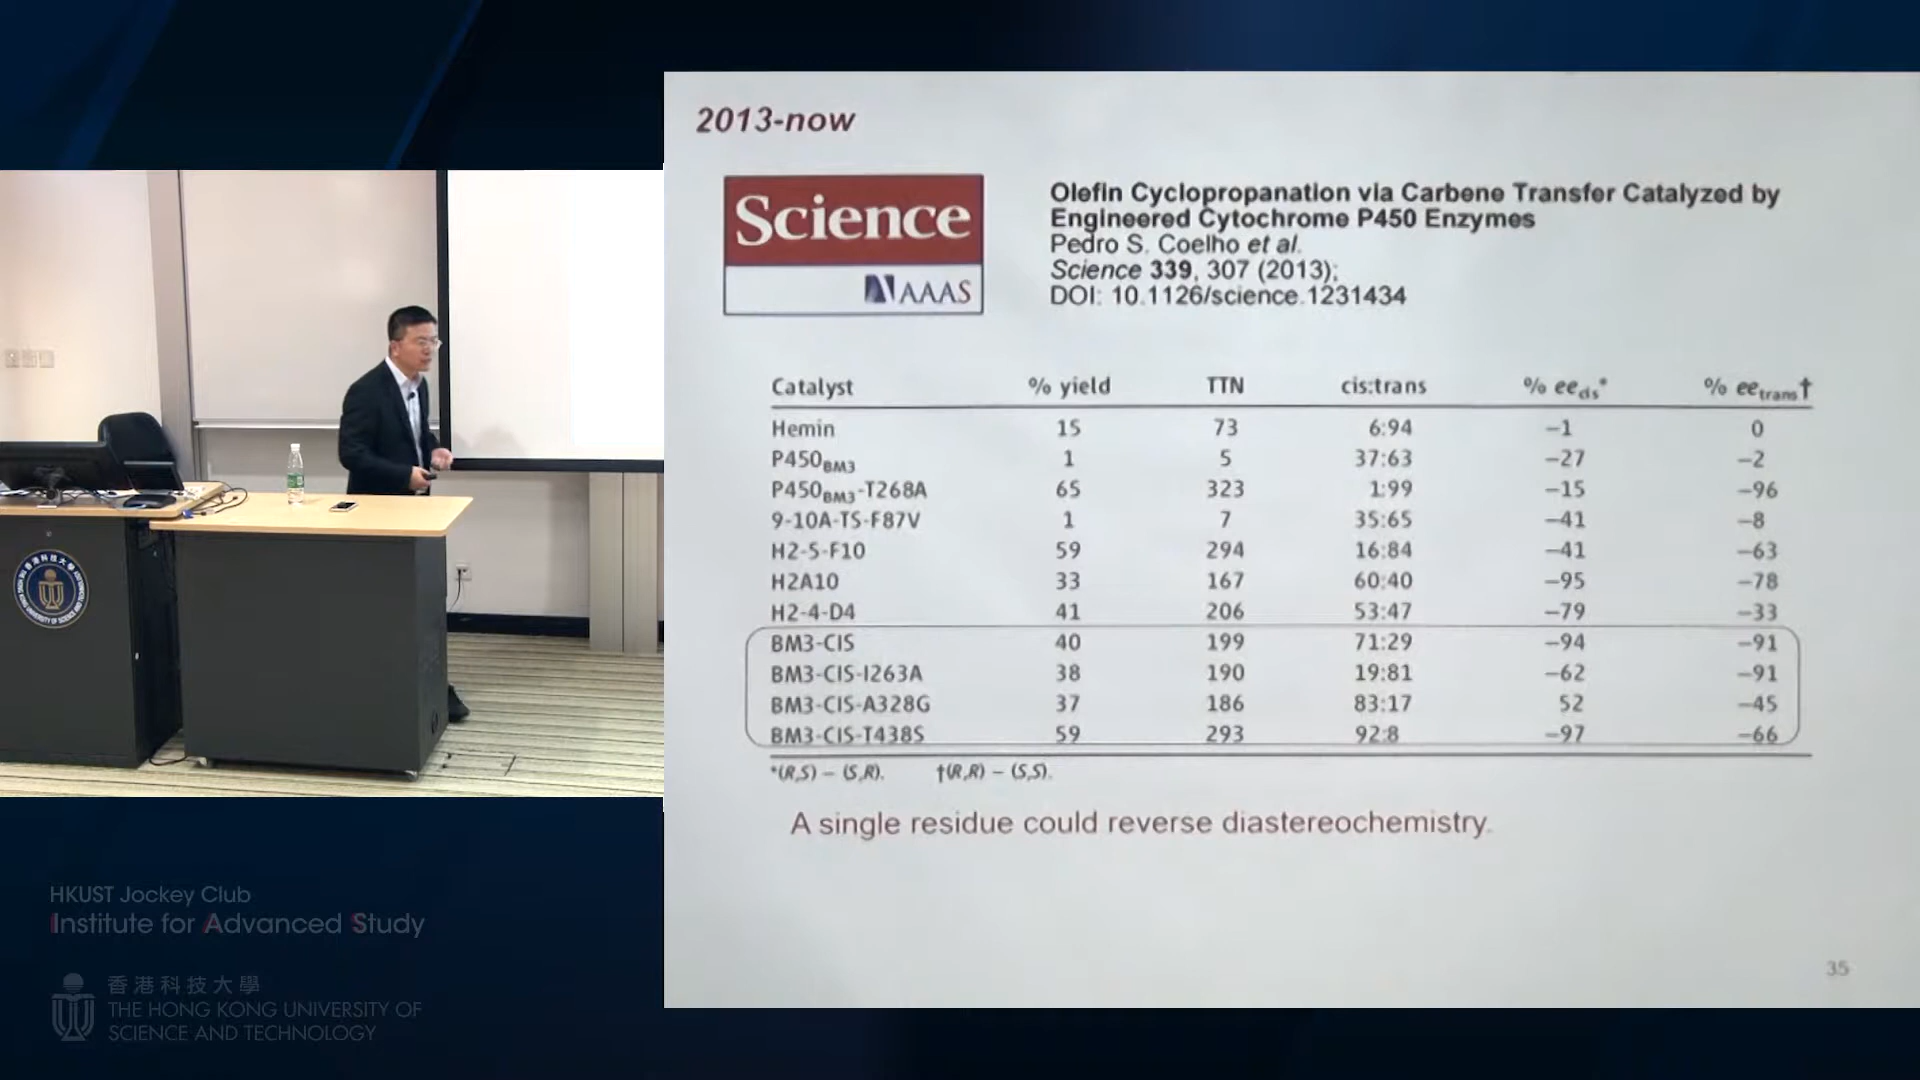 2013-now
Science
AAAS
Olefin Cyclopropanation via Carbene Transfer Catalyzed by
Engineered Cytochrome P450 Enzymes
Pedro S. Coelho et al.
Science 339, 307 (2013);
DOI: 10.1126/science.1231434
Catalyst % yield TTN cis:trans % ee_cis* % ee_trans†
Hemin 15 73 6:94 −1 0
P450BM3 1 5 37:63 −27 −2
P450BM3-T268A 65 323 1:99 −15 −96
9-10A-TS-F87V 1 7 35:65 −41 −8
H2-5-F10 59 294 16:84 −41 −63
H2A10 33 167 60:40 −95 −78
H2-4-D4 41 206 53:47 −79 −33
BM3-CIS 40 199 71:29 −94 −91
BM3-CIS-I263A 38 190 19:81 −62 −91
BM3-CIS-A328G 37 186 83:17 52 −45
BM3-CIS-T438S 59 293 92:8 −97 −66
*(R,S) − (S,R). †(R,R) − (S,S).
A single residue could reverse diastereochemistry.
35
HKUST Jockey Club
Institute for Advanced Study
香港科技大學
THE HONG KONG UNIVERSITY OF
SCIENCE AND TECHNOLOGY